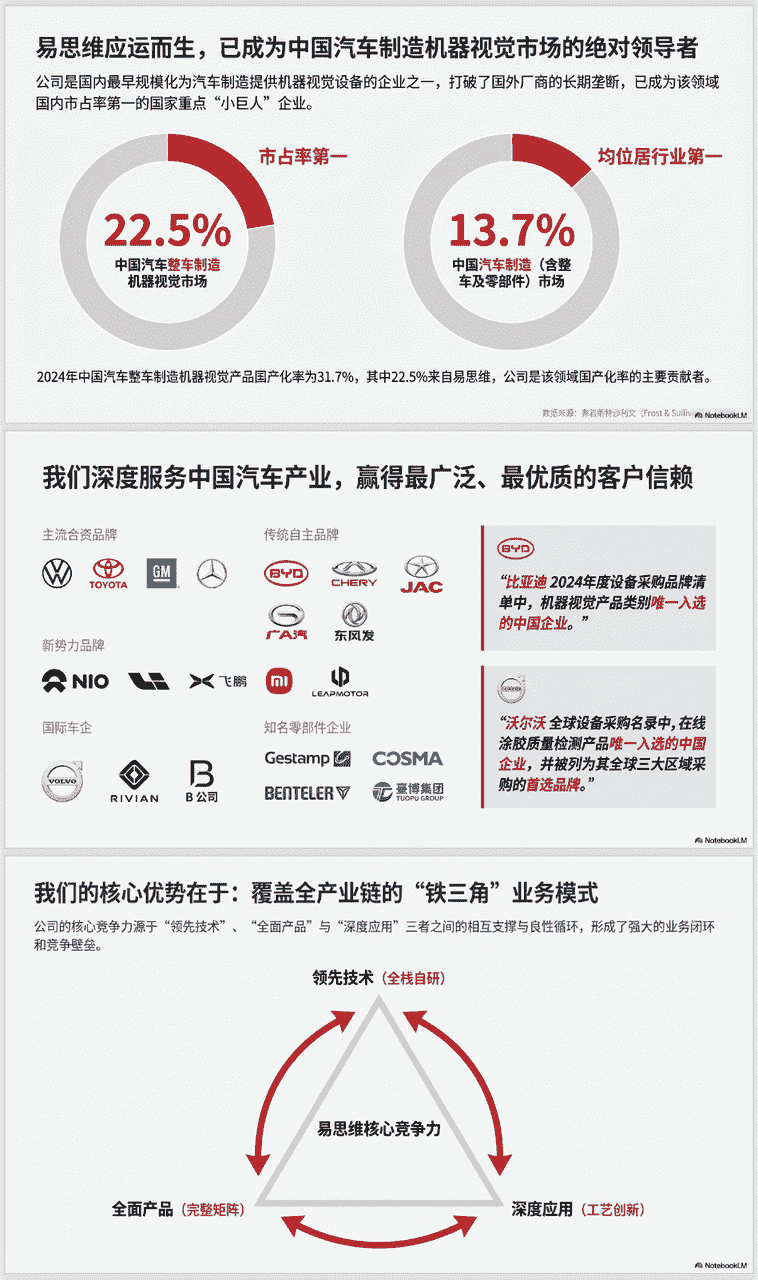 易思维应运而生，已成为中国汽车制造机器视觉市场的绝对领导者
公司是国内最早规模化为汽车制造提供机器视觉设备的企业之一，打破了国外厂商的长期垄断，已成为该领域
国内市占率第一的国家重点“小巨人”企业。
市占率第一
22.5%
中国汽车整车制造
机器视觉市场
均位居行业第一
13.7%
中国汽车制造（含整
车及零部件）市场
2024年中国汽车整车制造机器视觉产品国产化率为31.7%，其中22.5%来自易思维，公司是该领域国产化率的主要贡献者。
数据来源：弗若斯特沙利文（Frost & Sulliv
NotebookLM
我们深度服务中国汽车产业，赢得最广泛、最优质的客户信赖
主流合资品牌
TOYOTA
GM
传统自主品牌
BYD
CHERY
JAC
广A汽
东风发
新势力品牌
NIO
飞鹏
mi
LEAPMOTOR
国际车企
VOLVO
RIVIAN
B公司
知名零部件企业
Gestamp
COSMA
BENTELER
TUOPU GROUP
BYD
“比亚迪 2024年度设备采购品牌清
单中，机器视觉产品类别唯一入选
的中国企业。”
“沃尔沃 全球设备采购名录中，在线
涂胶质量检测产品唯一入选的中国
企业，并被列为其全球三大区域采
购的首选品牌。”
NotebookLM
我们的核心优势在于：覆盖全产业链的“铁三角”业务模式
公司的核心竞争力源于“领先技术”、“全面产品”与“深度应用”三者之间的相互支撑与良性循环，形成了强大的业务闭环
和竞争壁垒。
领先技术（全栈自研）
易思维核心竞争力
全面产品（完整矩阵）
深度应用（工艺创新）
NotebookLM